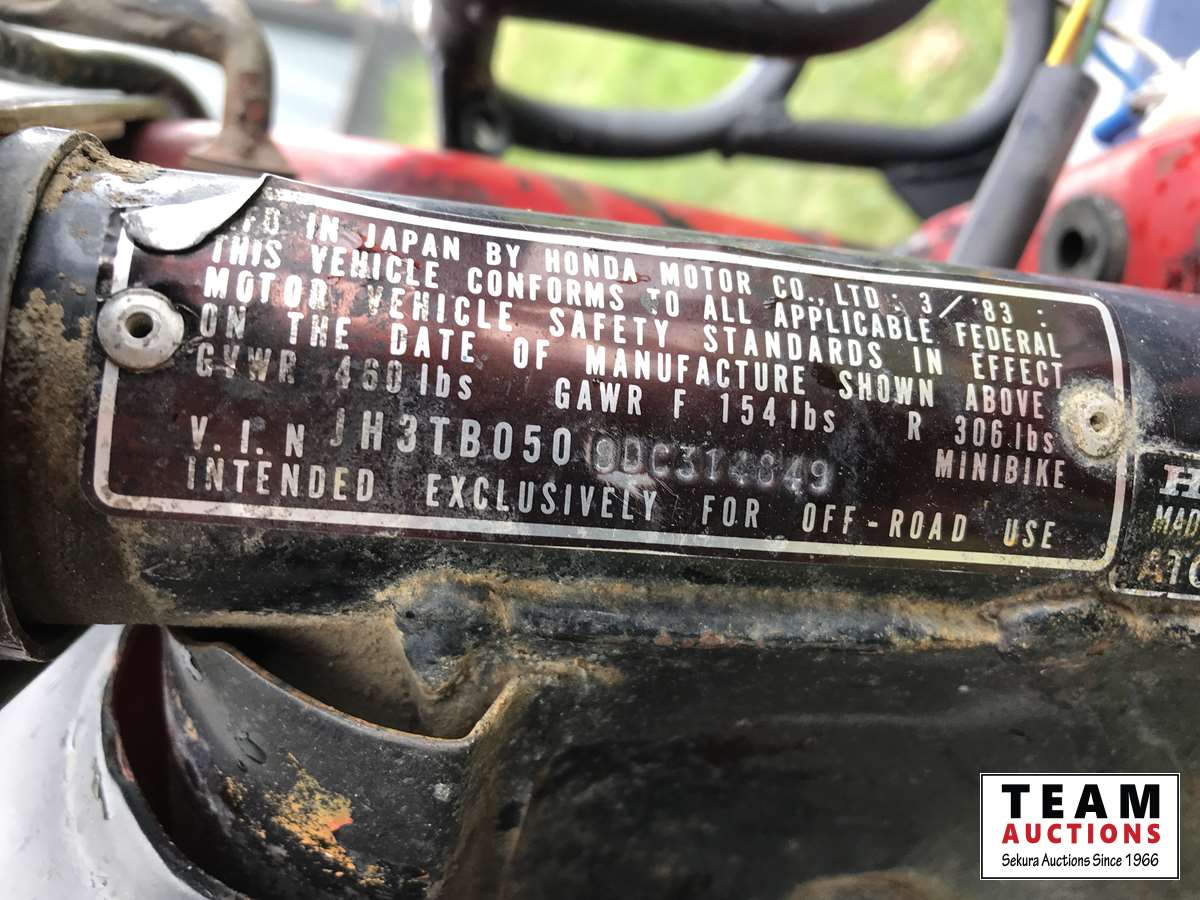 IN JAPAN BY HONDA MOTOR CO., LTD. 3/'83
THIS VEHICLE CONFORMS TO ALL APPLICABLE FEDERAL
MOTOR VEHICLE SAFETY STANDARDS IN EFFECT
ON THE DATE OF MANUFACTURE SHOWN ABOVE
GVWR 460 lbs GAWR F 154 lbs R 306 lbs
V.I.N JH3TB050 MINIBIKE
INTENDED EXCLUSIVELY FOR OFF-ROAD USE
TEAM
AUCTIONS
Sekura Auctions Since 1966